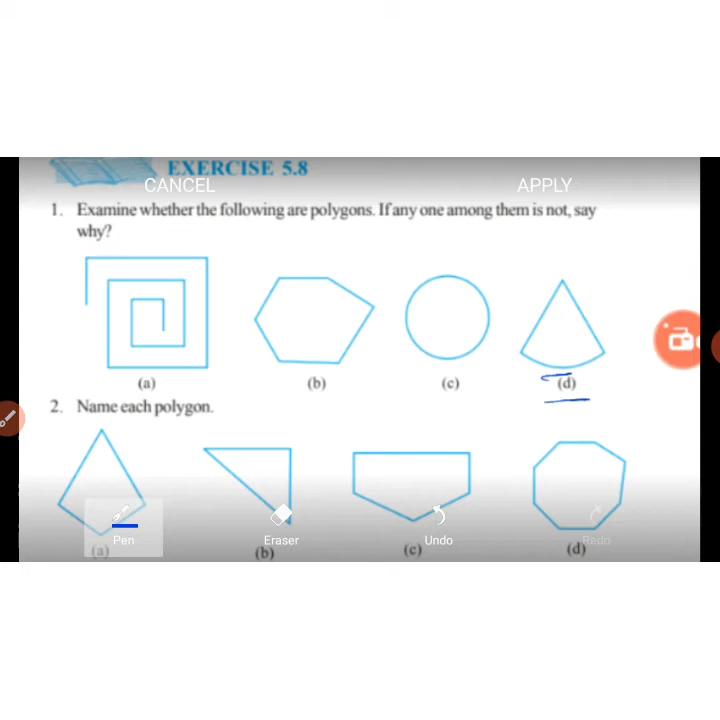 EXERCISE 5.8
CANCEL
APPLY
1. Examine whether the following are polygons. If any one among them is not, say
why?
(a)
(b)
(c)
(d)
2. Name each polygon.
Pen
Eraser
Undo
Redo
(a)
(b)
(c)
(d)